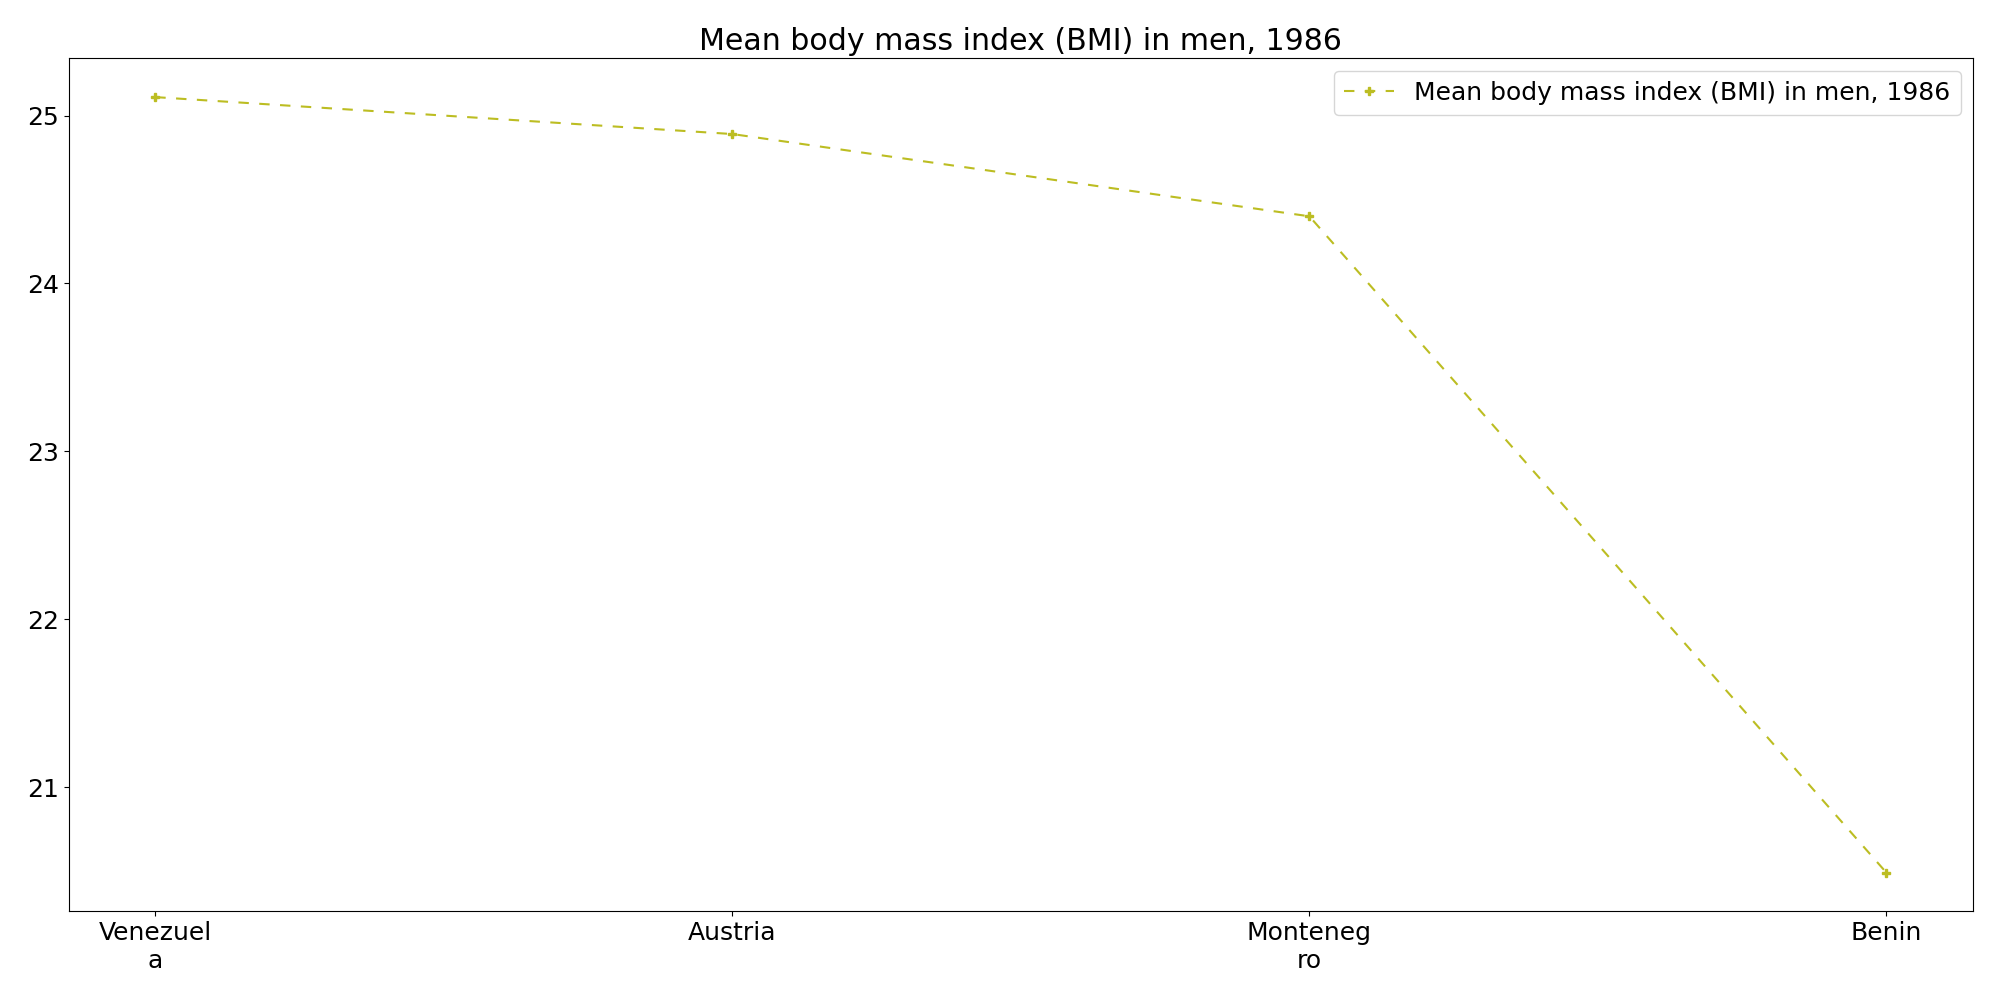 Mean body mass index (BMI) in men, 1986
Mean body mass index (BMI) in men, 1986
25
24
23
22
21
Venezuel
a
Austria
Monteneg
ro
Benin